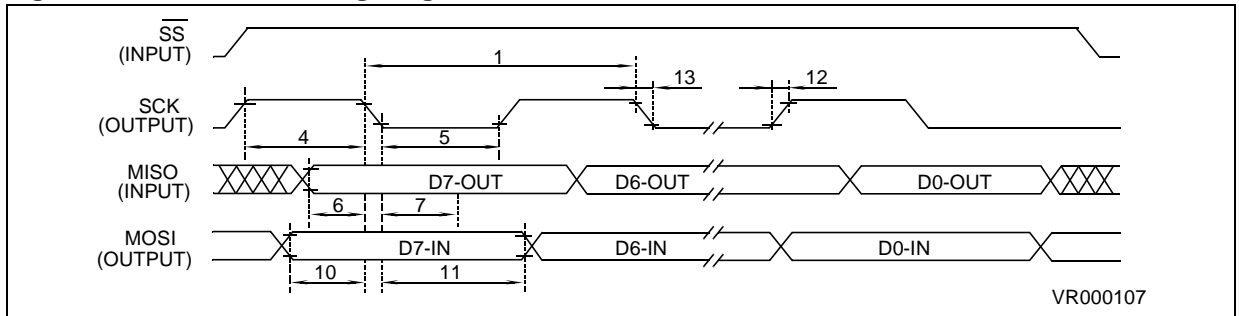 SS
(INPUT)
1
13
12
SCK
(OUTPUT)
4
5
MISO
(INPUT)
D7-OUT
D6-OUT
D0-OUT
6
7
MOSI
(OUTPUT)
D7-IN
D6-IN
D0-IN
10
11
VR000107